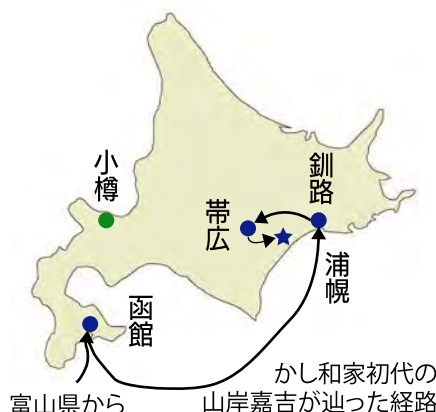 小樽
釧路
帯広
浦幌
函館
富山県から
かし和家初代の
山岸嘉吉が辿った経路